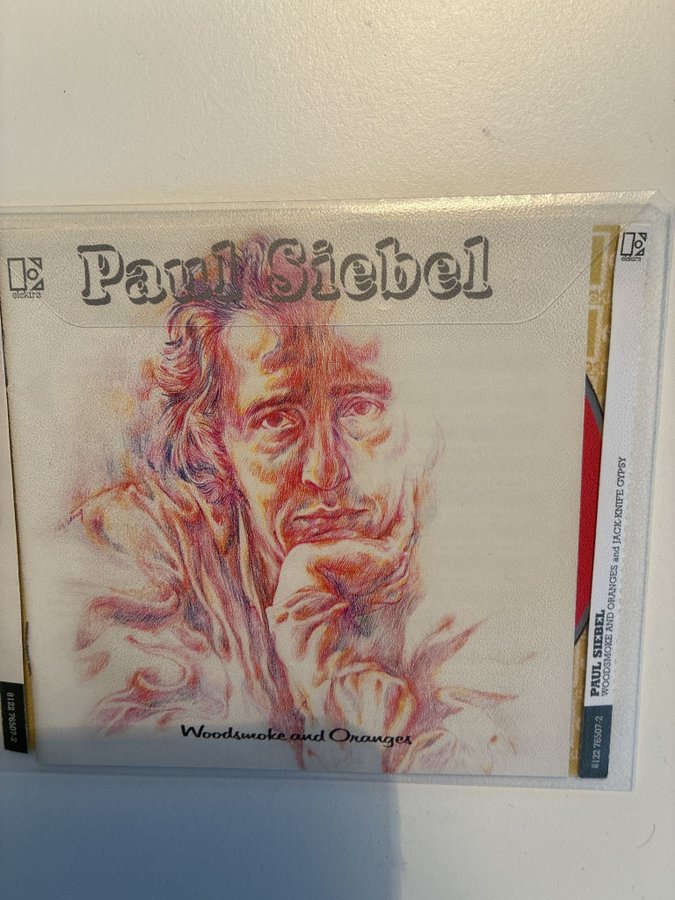 elektra
Paul Siebel
elektra
Woodsmoke and Oranges
8122 76507-2
PAUL SIEBEL
WOODSMOKE AND ORANGES and JACK-KNIFE GYPSY
8122 76507-2